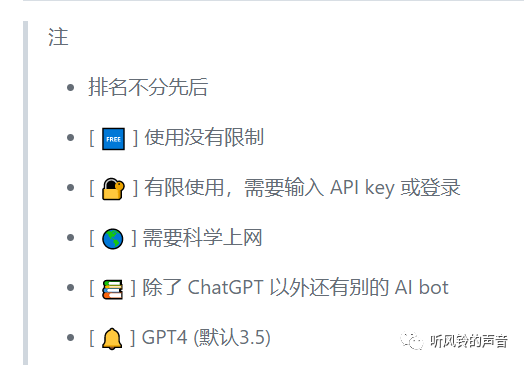 注
排名不分先后
[ FREE ] 使用没有限制
[ 🔐 ] 有限使用，需要输入 API key 或登录
[ 🌎 ] 需要科学上网
[ 📚 ] 除了 ChatGPT 以外还有别的 AI bot
[ 🔔 ] GPT4 (默认3.5)
听风铃的声音